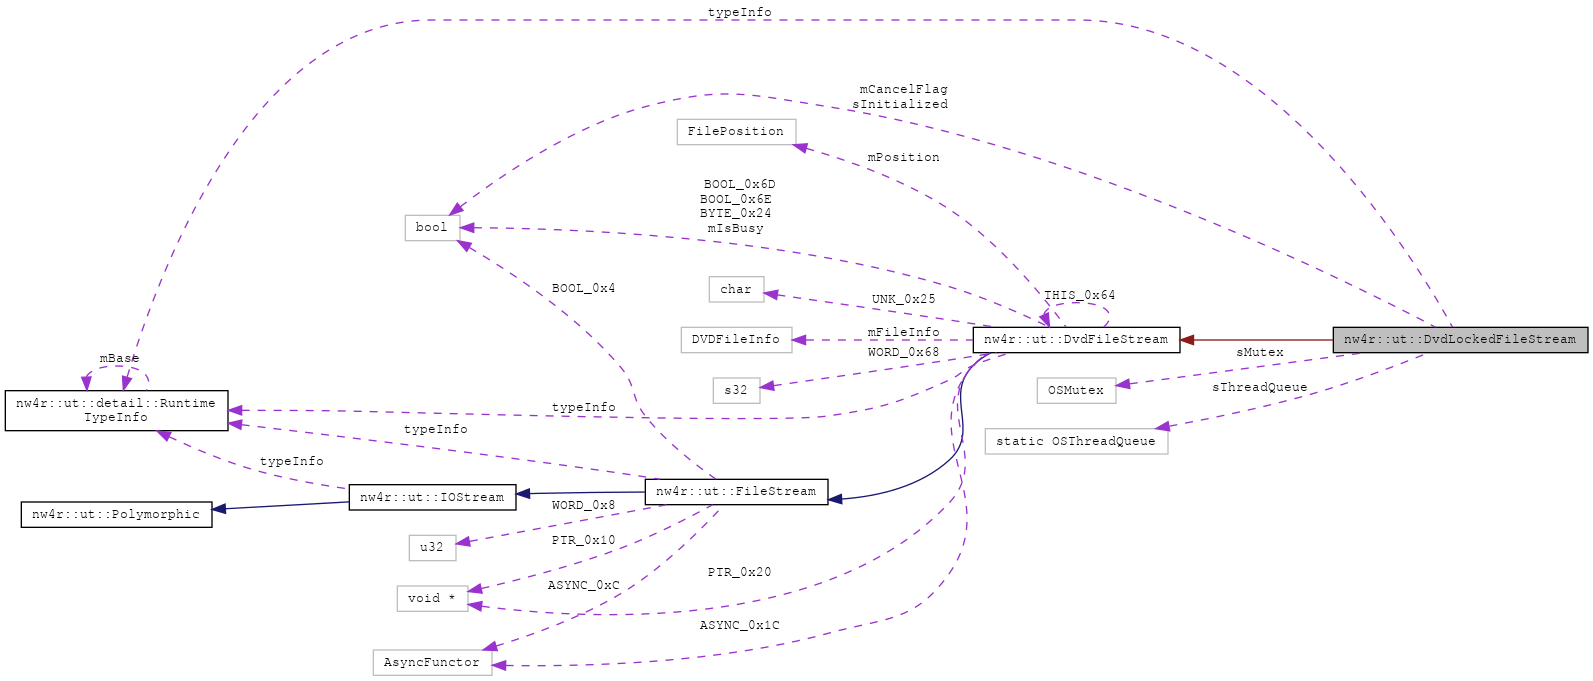 typeInfo
mCancelFlag
sInitialized
FilePosition
mPosition
BOOL_0x6D
BOOL_0x6E
BYTE_0x24
mIsBusy
bool
char
UNK_0x25
THIS_0x64
BOOL_0x4
DVDFileInfo
mFileInfo
nw4r::ut::DvdFileStream
nw4r::ut::DvdLockedFileStream
WORD_0x68
sMutex
mBase
s32
OSMutex
sThreadQueue
nw4r::ut::detail::Runtime
TypeInfo
typeInfo
typeInfo
static OSThreadQueue
typeInfo
nw4r::ut::FileStream
nw4r::ut::IOStream
nw4r::ut::Polymorphic
WORD_0x8
u32
PTR_0x10
PTR_0x20
ASYNC_0xC
void *
ASYNC_0x1C
AsyncFunctor